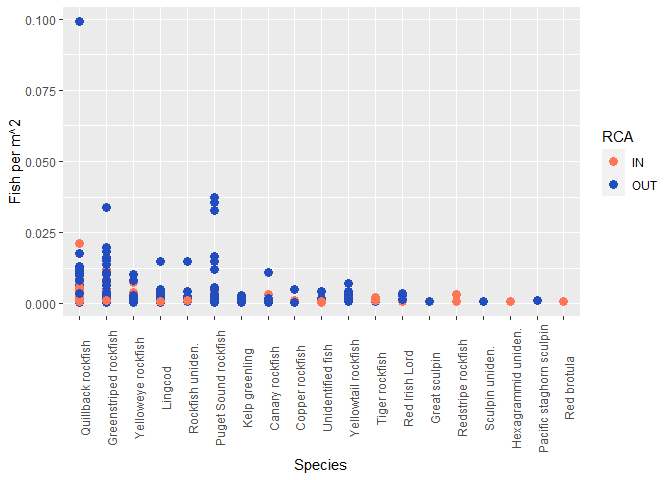 0.100
0.075
0.050
0.025
0.000
Fish per m^2
Quillback rockfish
Greenstriped rockfish
Yelloweye rockfish
Lingcod
Rockfish uniden.
Puget Sound rockfish
Kelp greenling
Canary rockfish
Copper rockfish
Unidentified fish
Yellowtail rockfish
Tiger rockfish
Red Irish Lord
Great sculpin
Redstripe rockfish
Sculpin uniden.
Hexagrammid uniden.
Pacific staghorn sculpin
Red brotula
Species
RCA
IN
OUT